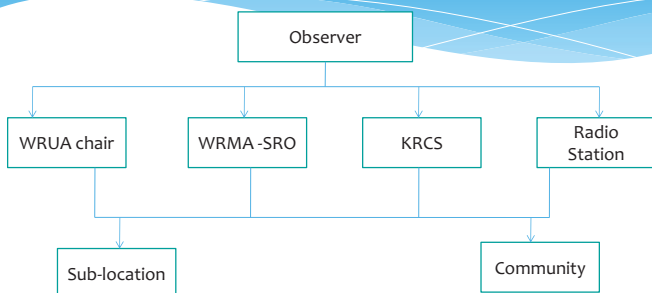 Observer
WRUA chair
WRMA -SRO
KRCS
Radio
Station
Sub-location
Community